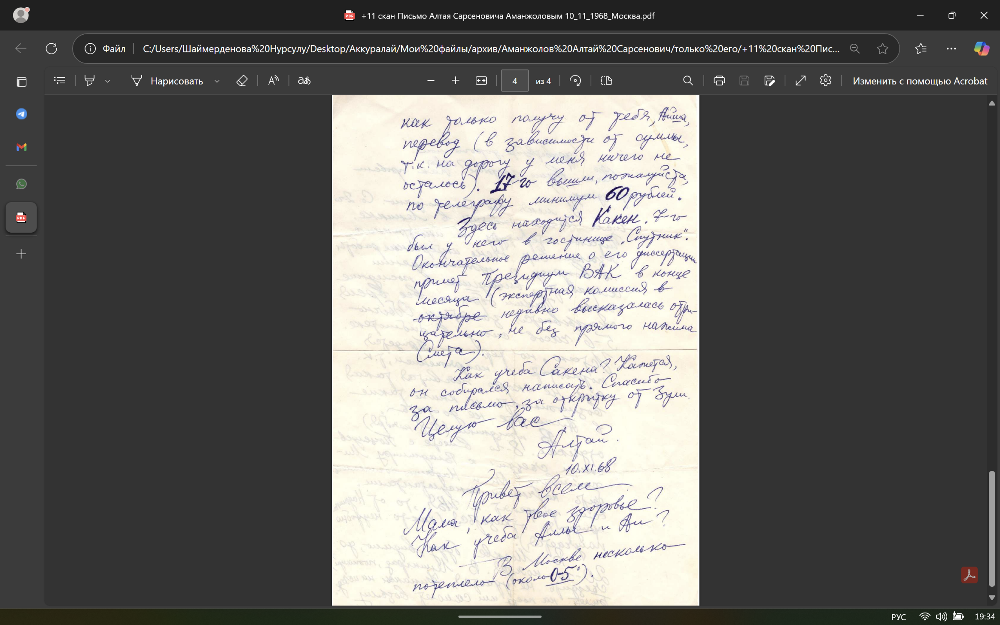 +11 скан Письмо Алтая Сарсеновича Аманжоловым 10_11_1968_Москва.pdf
Файл C:/Users/Шаймерденова%20Нурсулу/Desktop/Аккуралай/Мои%20файлы/архив/Аманжолов%20Алтай%20Сарсенович/только%20его/+11%20скан%20Пис...
Нарисовать 4 из 4 Изменить с помощью Acrobat
как только получу от тебя, Айша,
перевод (в зависимости от суммы,
т.к. на дорогу у меня ничего не
осталось). 17-го вышли, пожалуйста,
по телеграфу минимум 60 рублей.
Здесь находится Какен. 7-го
был у него в гостинице „Спутник“.
Окончательное решение о его диссертации
примет Президиум ВАК в конце
месяца (экспертная комиссия в
октябре недавно высказалась отри-
цательно, не без прямого нажима
Смета).
Как учеба Сакена? Кажется,
он собирался написать. Спасибо
за письмо, за открытку от Зули.
Целую вас
Алтай.
10.XI.68
Привет всем
Мама, как твое здоровье?
Как учеба Аллы и Аи?
В Москве несколько
потеплело (около 0-5°).
РУС 19:34